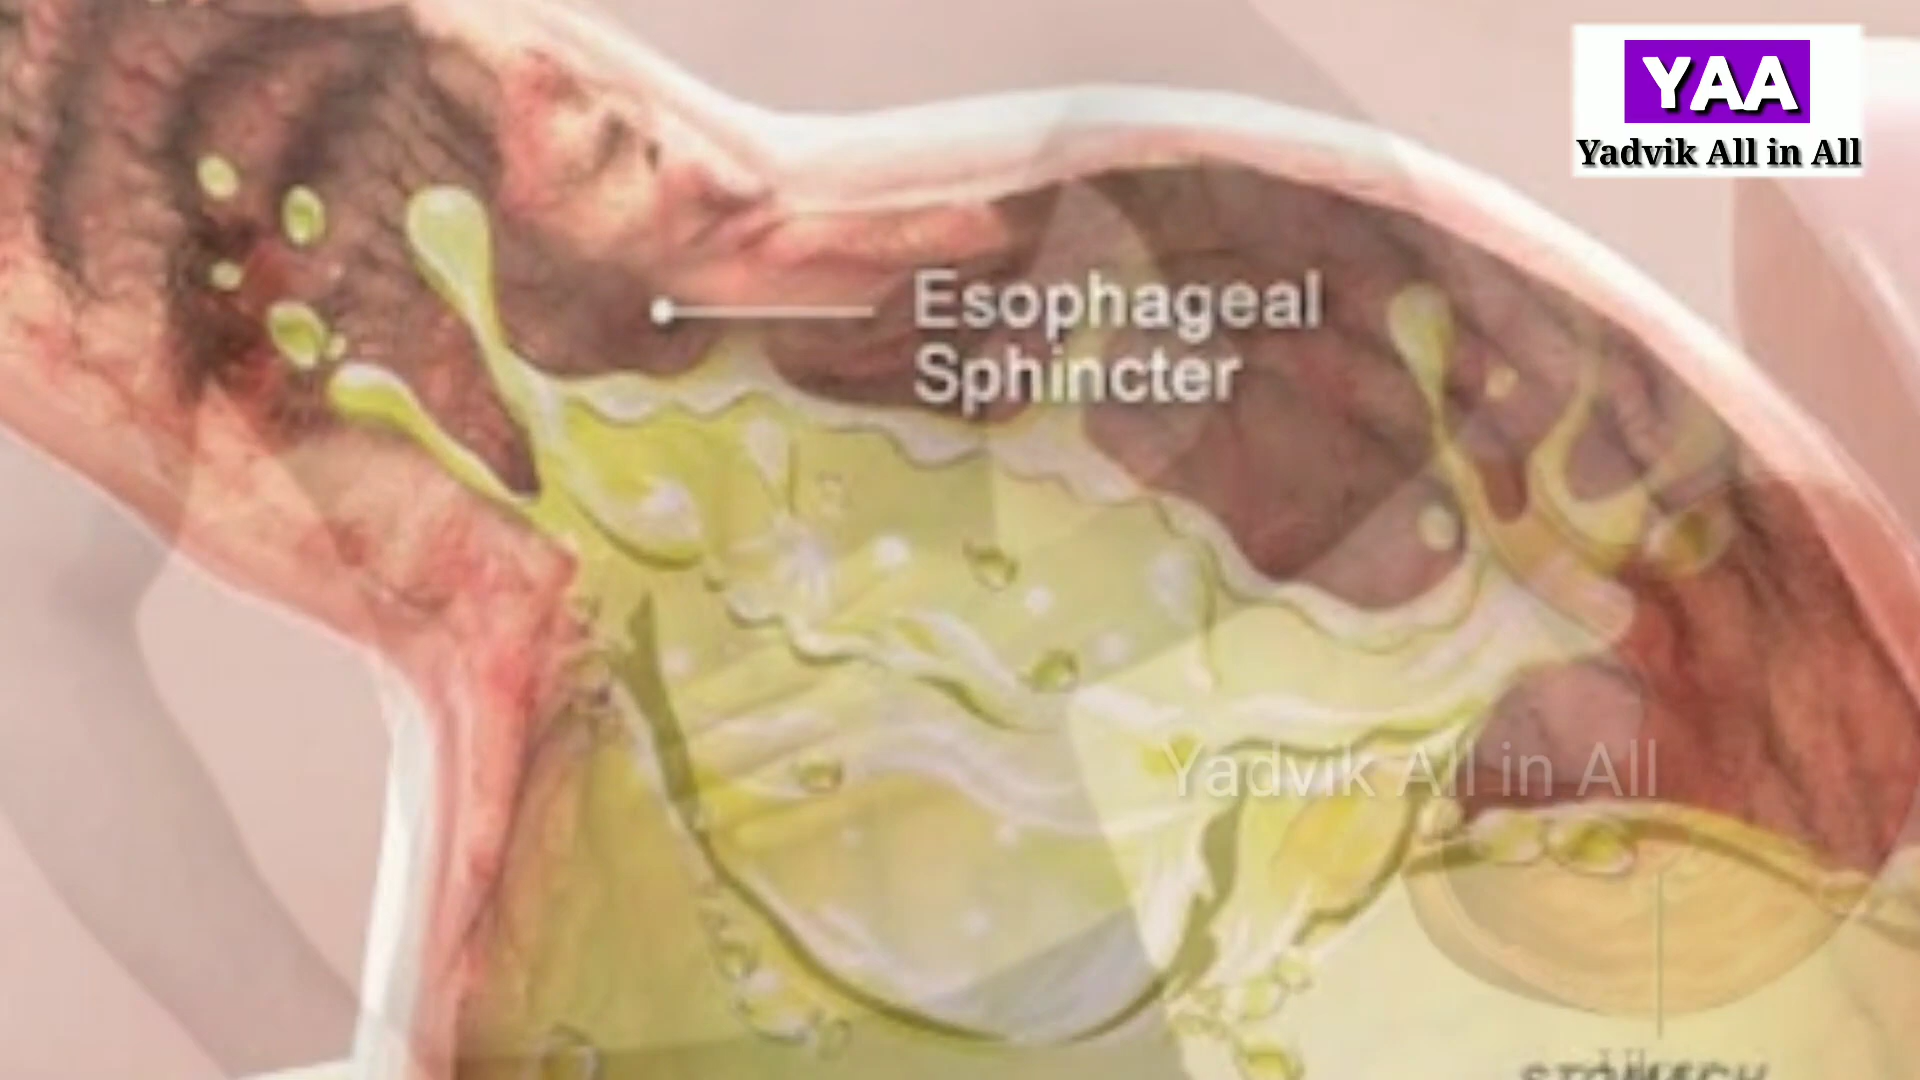 YAA
Yadvik All in All
Esophageal
Sphincter
Yadvik All in All